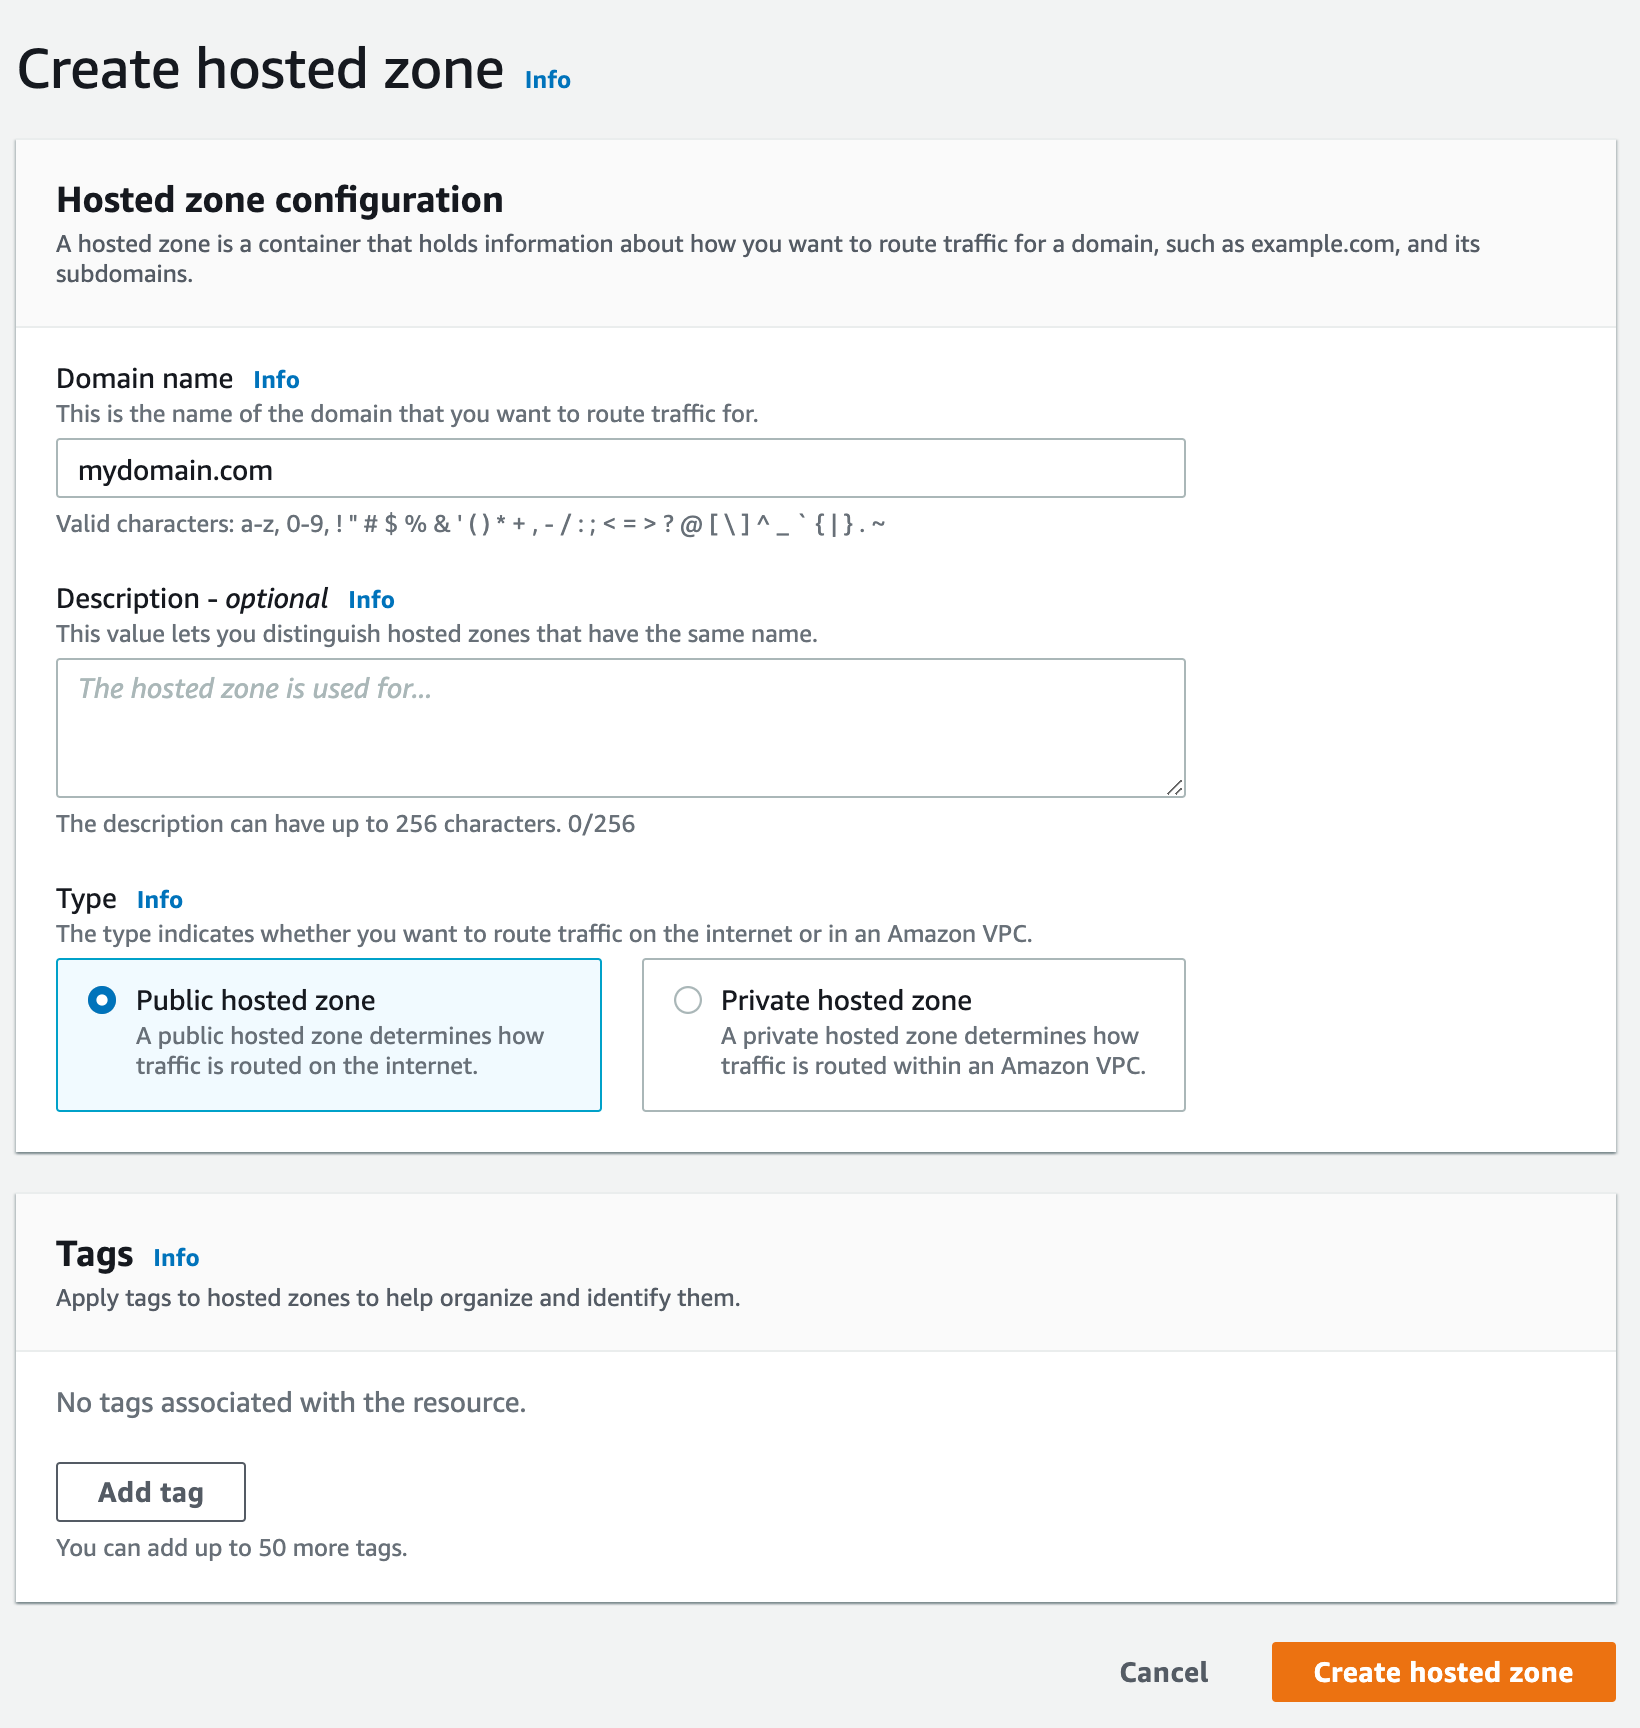 Create hosted zone Info
Hosted zone configuration
A hosted zone is a container that holds information about how you want to route traffic for a domain, such as example.com, and its
subdomains.
Domain name Info
This is the name of the domain that you want to route traffic for.
mydomain.com
Valid characters: a-z, 0-9, ! " # $ % & ' ( ) * + , - / : ; < = > ? @ [ \ ] ^ _ ` { | } . ~
Description - optional Info
This value lets you distinguish hosted zones that have the same name.
The hosted zone is used for...
The description can have up to 256 characters. 0/256
Type Info
The type indicates whether you want to route traffic on the internet or in an Amazon VPC.
Public hosted zone
A public hosted zone determines how
traffic is routed on the internet.
Private hosted zone
A private hosted zone determines how
traffic is routed within an Amazon VPC.
Tags Info
Apply tags to hosted zones to help organize and identify them.
No tags associated with the resource.
Add tag
You can add up to 50 more tags.
Cancel
Create hosted zone